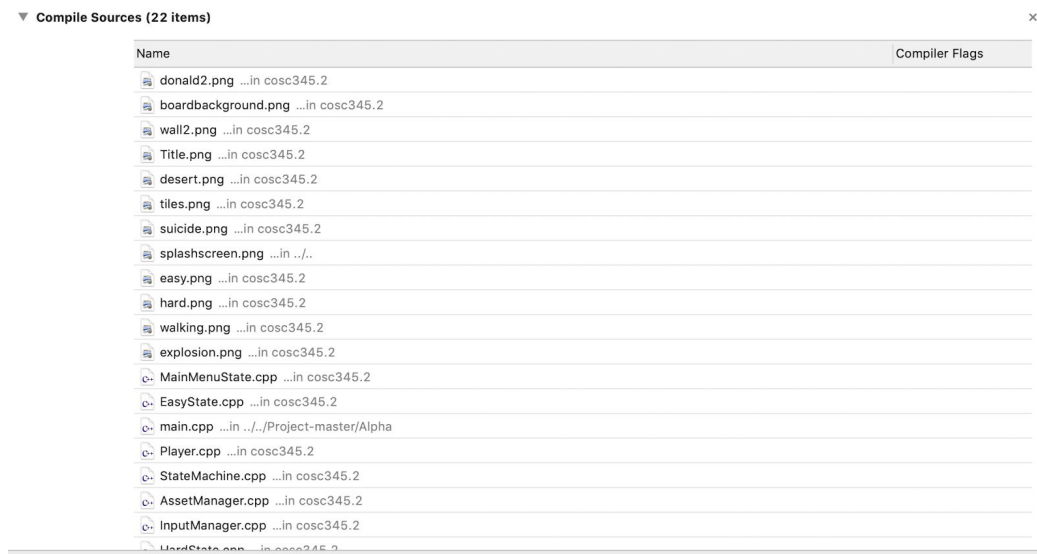 Compile Sources (22 items)
Name Compiler Flags
donald2.png ...in cosc345.2
boardbackground.png ...in cosc345.2
wall2.png ...in cosc345.2
Title.png ...in cosc345.2
desert.png ...in cosc345.2
tiles.png ...in cosc345.2
suicide.png ...in cosc345.2
splashscreen.png ...in ../..
easy.png ...in cosc345.2
hard.png ...in cosc345.2
walking.png ...in cosc345.2
explosion.png ...in cosc345.2
MainMenuState.cpp ...in cosc345.2
EasyState.cpp ...in cosc345.2
main.cpp ...in ../../Project-master/Alpha
Player.cpp ...in cosc345.2
StateMachine.cpp ...in cosc345.2
AssetManager.cpp ...in cosc345.2
InputManager.cpp ...in cosc345.2
HardState.cpp ...in cosc345.2